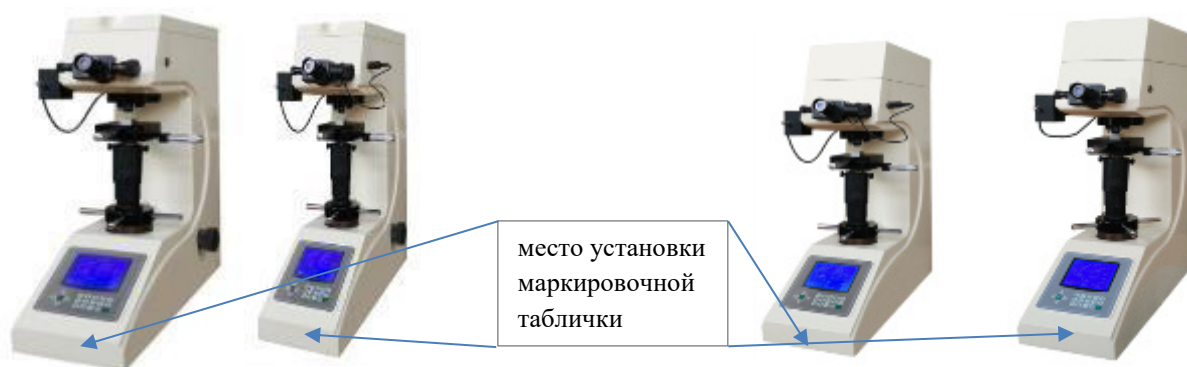 место установки
маркировочной
таблички